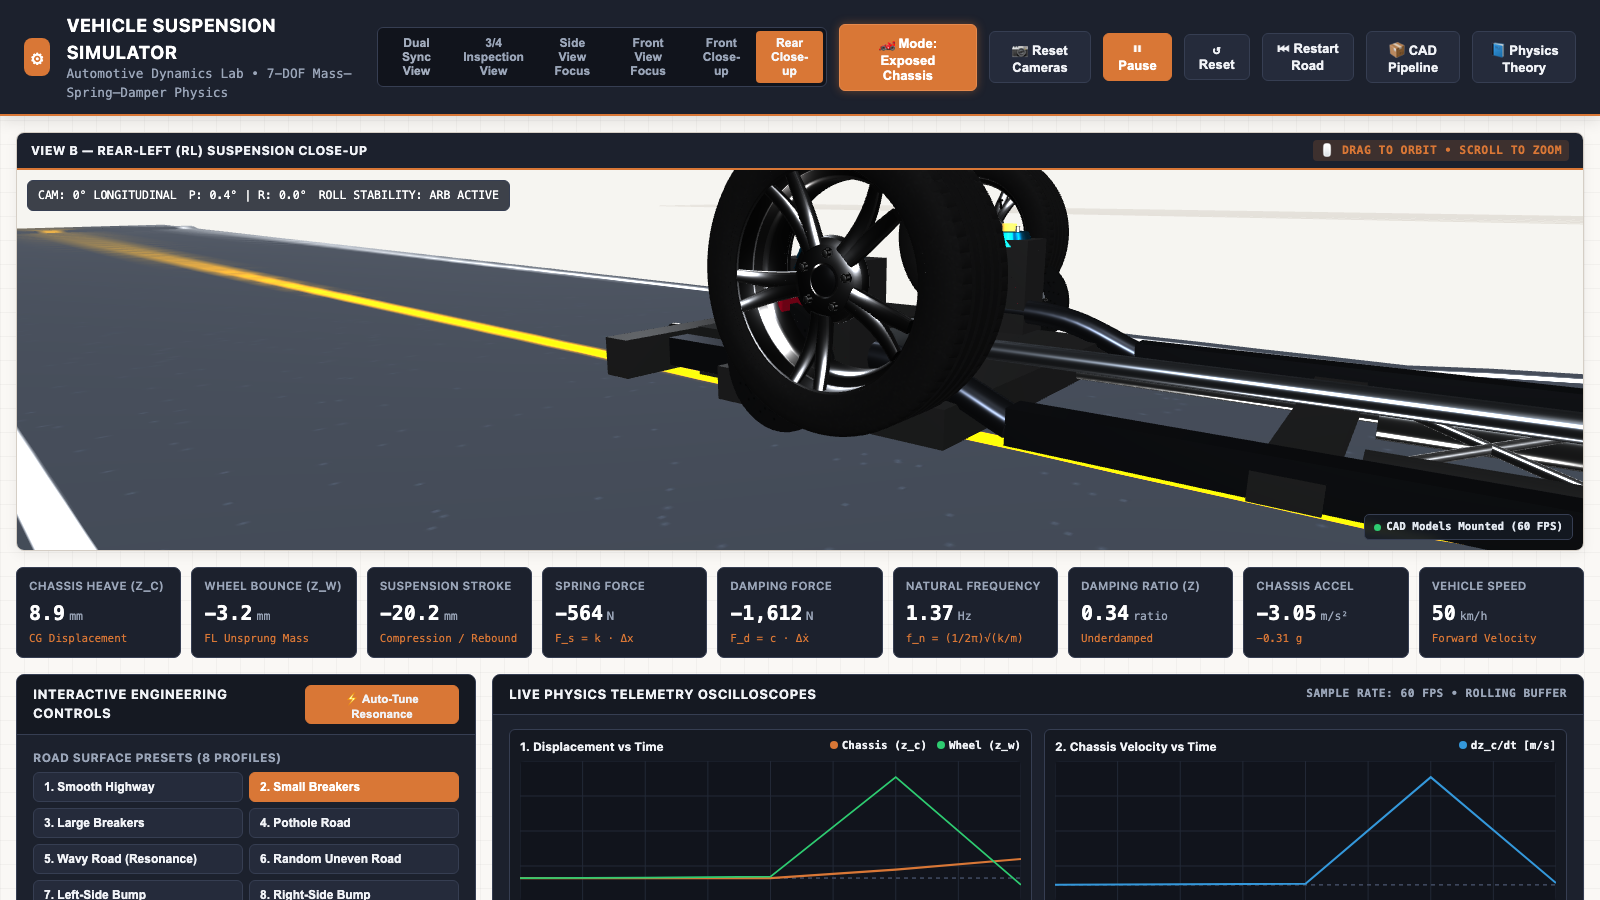 VEHICLE SUSPENSION
SIMULATOR
Automotive Dynamics Lab • 7-DOF Mass–
Spring–Damper Physics
Dual
Sync
View
3/4
Inspection
View
Side
View
Focus
Front
View
Focus
Front
Close-
up
Rear
Close-
up
Mode:
Exposed
Chassis
Reset
Cameras
Pause
Reset
Restart
Road
CAD
Pipeline
Physics
Theory
VIEW B — REAR-LEFT (RL) SUSPENSION CLOSE-UP
DRAG TO ORBIT • SCROLL TO ZOOM
CAM: 0° LONGITUDINAL P: 0.4° | R: 0.0° ROLL STABILITY: ARB ACTIVE
CAD Models Mounted (60 FPS)
CHASSIS HEAVE (Z_C)
8.9 mm
CG Displacement
WHEEL BOUNCE (Z_W)
−3.2 mm
FL Unsprung Mass
SUSPENSION STROKE
−20.2 mm
Compression / Rebound
SPRING FORCE
−564 N
F_s = k · Δx
DAMPING FORCE
−1,612 N
F_d = c · Δẋ
NATURAL FREQUENCY
1.37 Hz
f_n = (1/2π)√(k/m)
DAMPING RATIO (Z)
0.34 ratio
Underdamped
CHASSIS ACCEL
−3.05 m/s²
−0.31 g
VEHICLE SPEED
50 km/h
Forward Velocity
INTERACTIVE ENGINEERING
CONTROLS
⚡ Auto-Tune
Resonance
ROAD SURFACE PRESETS (8 PROFILES)
1. Smooth Highway
2. Small Breakers
3. Large Breakers
4. Pothole Road
5. Wavy Road (Resonance)
6. Random Uneven Road
7. Left-Side Bump
8. Right-Side Bump
LIVE PHYSICS TELEMETRY OSCILLOSCOPES
SAMPLE RATE: 60 FPS • ROLLING BUFFER
1. Displacement vs Time
Chassis (z_c)
Wheel (z_w)
2. Chassis Velocity vs Time
dz_c/dt [m/s]